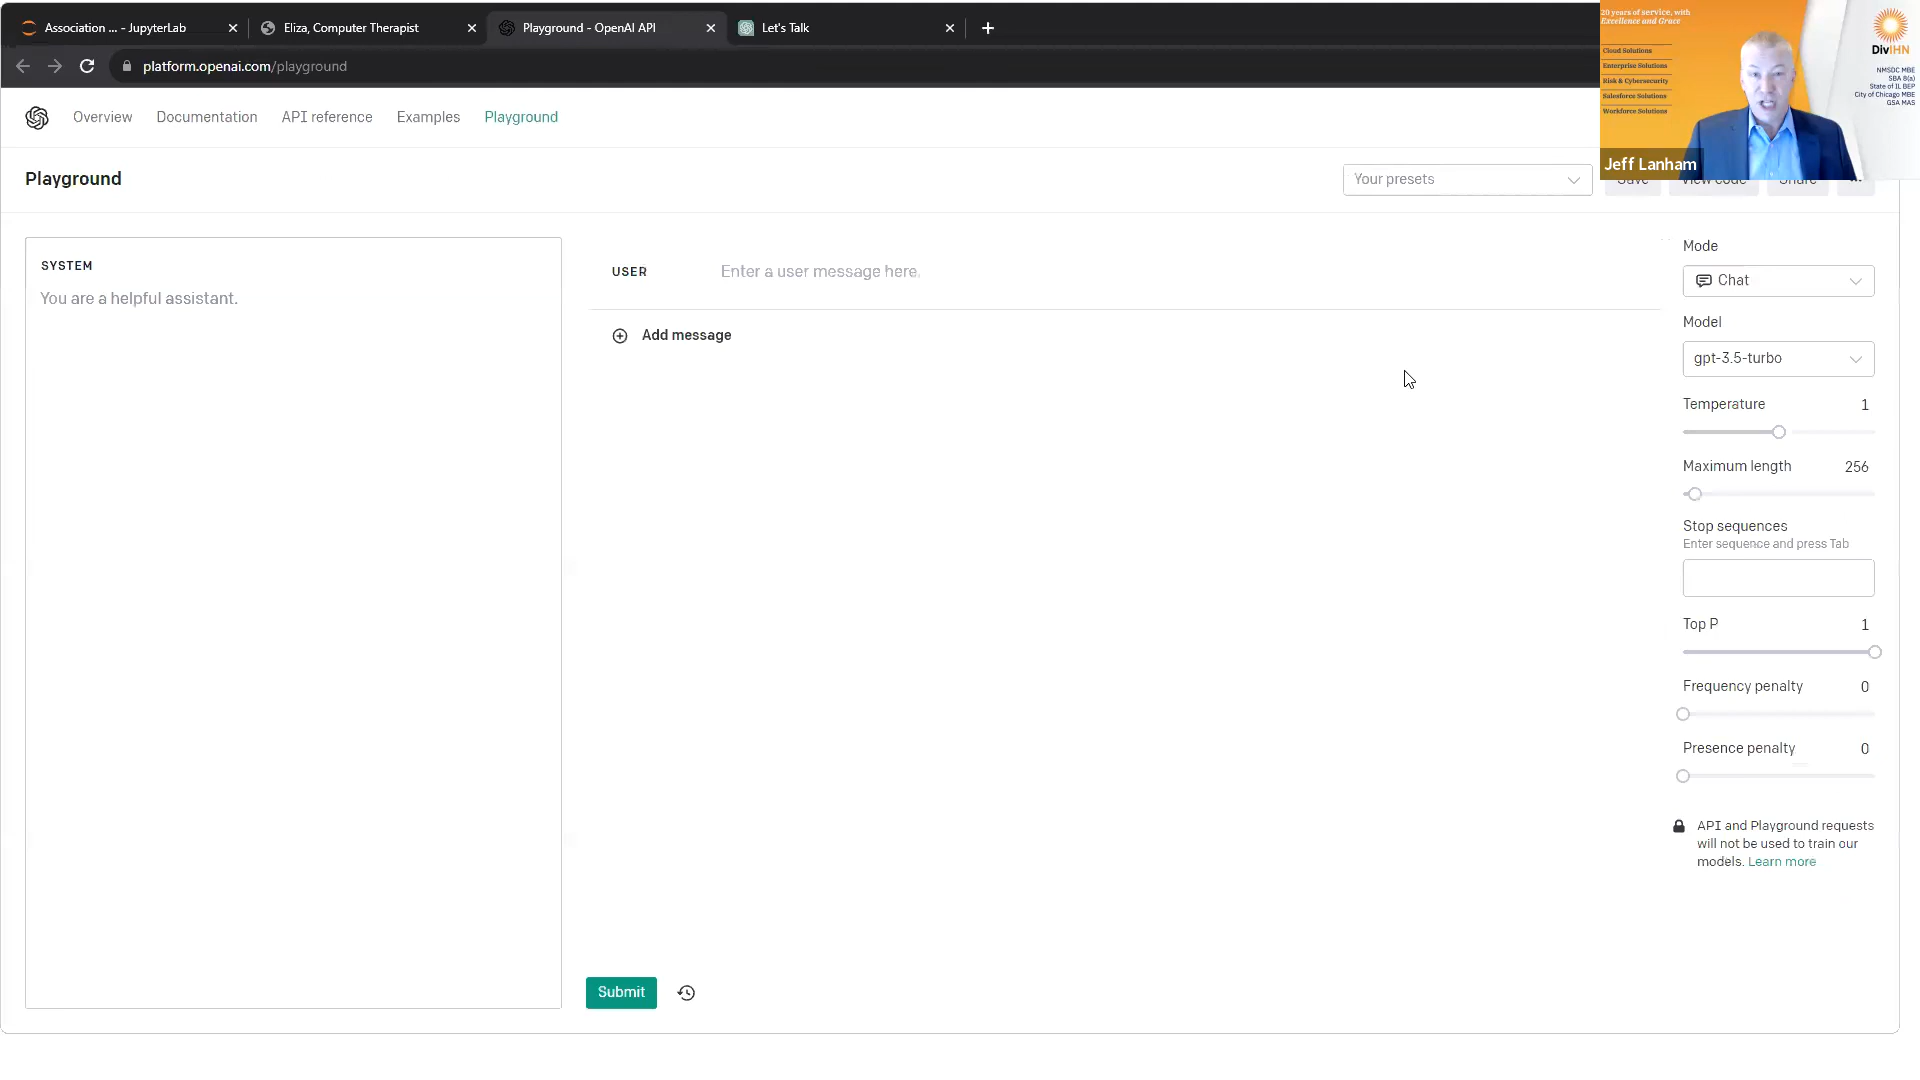 Association ... - JupyterLab
Eliza, Computer Therapist
Playground - OpenAI API
Let's Talk
platform.openai.com/playground
20 years of service, with
Excellence and Grace
Cloud Solutions
Enterprise Solutions
Risk & Cybersecurity
Salesforce Solutions
Workforce Solutions
DivIHN
NMSDC MBE
SBA 8(a)
State of IL BEP
City of Chicago MBE
GSA MAS
Jeff Lanham
Overview
Documentation
API reference
Examples
Playground
Playground
Your presets
Save
View code
Share
SYSTEM
You are a helpful assistant.
USER
Enter a user message here.
Add message
Mode
Chat
Model
gpt-3.5-turbo
Temperature 1
Maximum length 256
Stop sequences
Enter sequence and press Tab
Top P 1
Frequency penalty 0
Presence penalty 0
API and Playground requests
will not be used to train our
models. Learn more
Submit